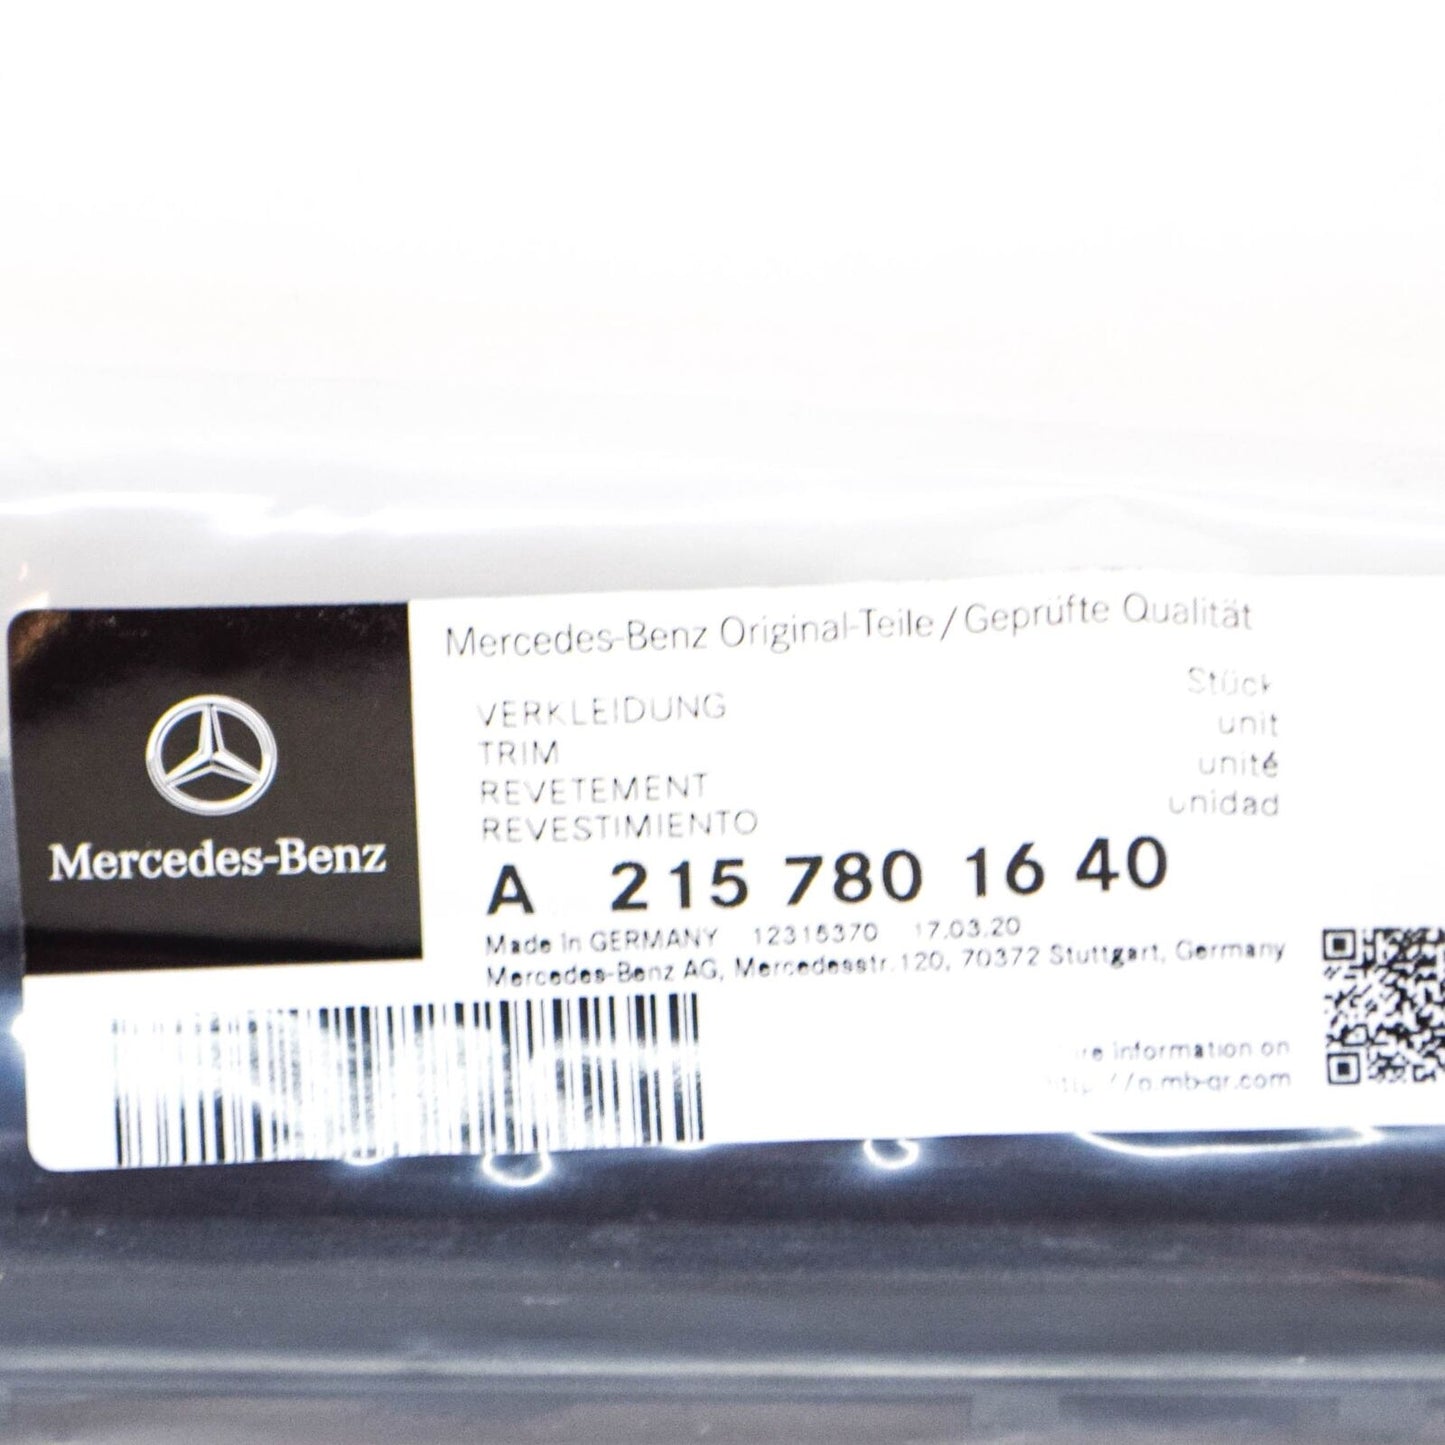 Mercedes-Benz
Mercedes-Benz Original-Teile / Geprüfte Qualität
VERKLEIDUNG
TRIM
REVETEMENT
REVESTIMIENTO
Stück
unit
unité
unidad
A 215 780 16 40
Made in GERMANY 12315370 17.03.20
Mercedes-Benz AG, Mercedesstr. 120, 70372 Stuttgart, Germany
information on